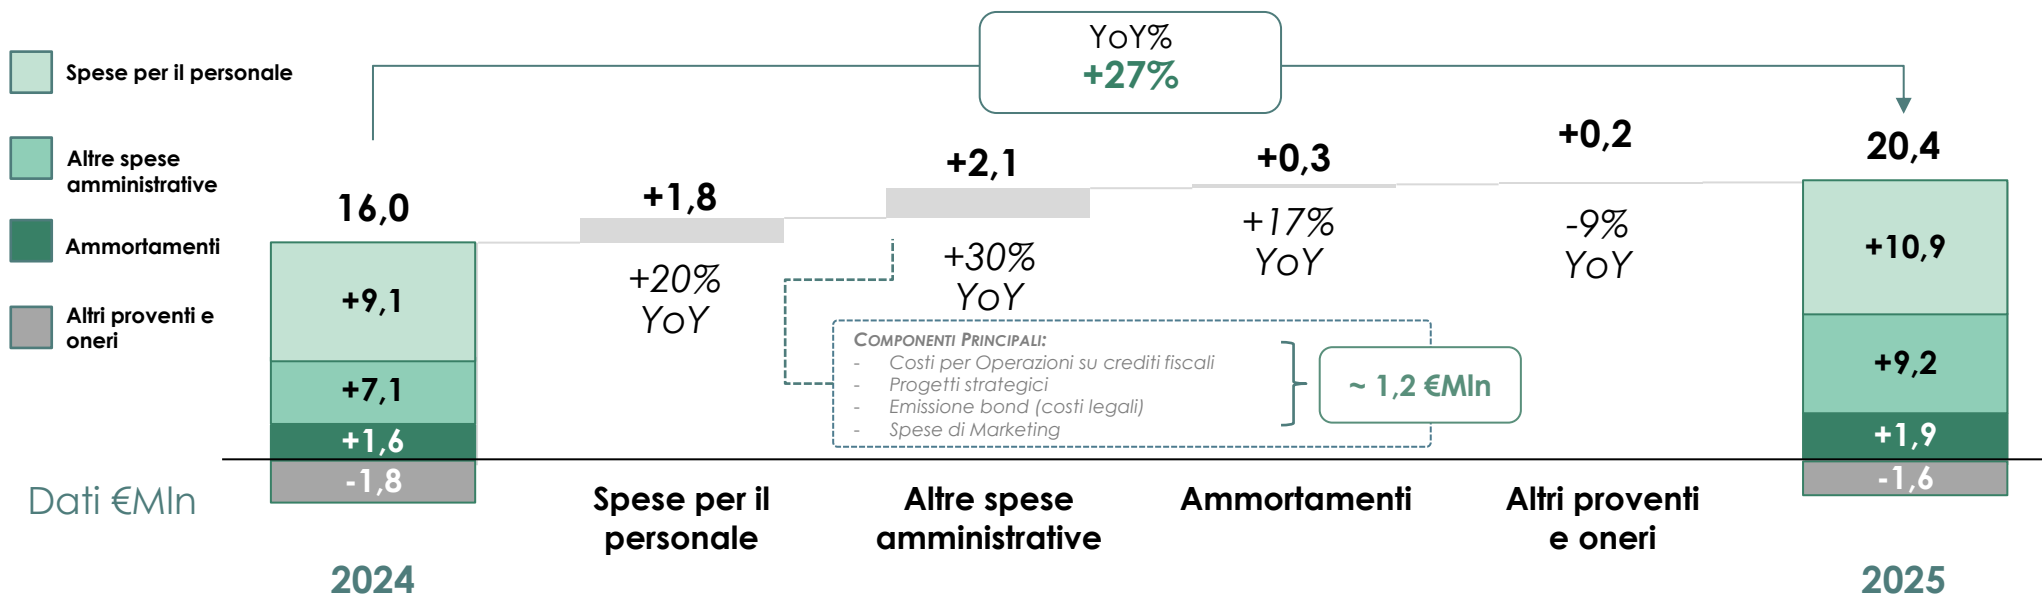 YoY%
+27%
Spese per il personale
Altre spese
amministrative
Ammortamenti
Altri proventi e
oneri
16,0
+9,1
+7,1
+1,6
-1,8
+1,8
+20%
YoY
+2,1
+30%
YoY
+0,3
+17%
YoY
+0,2
-9%
YoY
20,4
+10,9
+9,2
+1,9
-1,6
Componenti Principali:
- Costi per Operazioni su crediti fiscali
- Progetti strategici
- Emissione bond (costi legali)
- Spese di Marketing
~ 1,2 €Mln
Dati €Mln
Spese per il
personale
Altre spese
amministrative
Ammortamenti
Altri proventi
e oneri
2024
2025